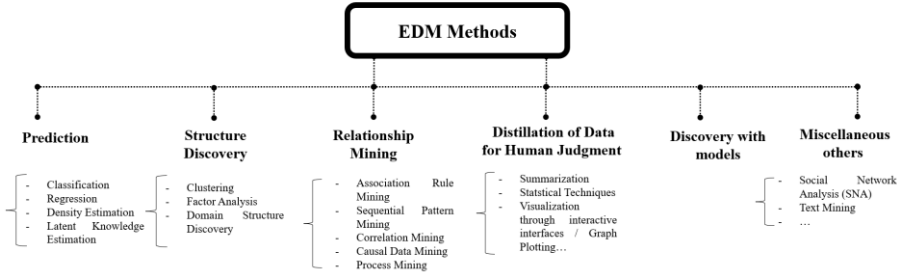 EDM Methods
Prediction
- Classification
- Regression
- Density Estimation
- Latent Knowledge
Estimation
Structure
Discovery
- Clustering
- Factor Analysis
- Domain Structure
Discovery
Relationship
Mining
- Association Rule
Mining
- Sequential Pattern
Mining
- Correlation Mining
- Causal Data Mining
- Process Mining
Distillation of Data
for Human Judgment
- Summarization
- Statstical Techniques
- Visualization
through interactive
interfaces / Graph
Plotting…
Discovery with
models
Miscellaneous
others
- Social Network
Analysis (SNA)
- Text Mining
- …